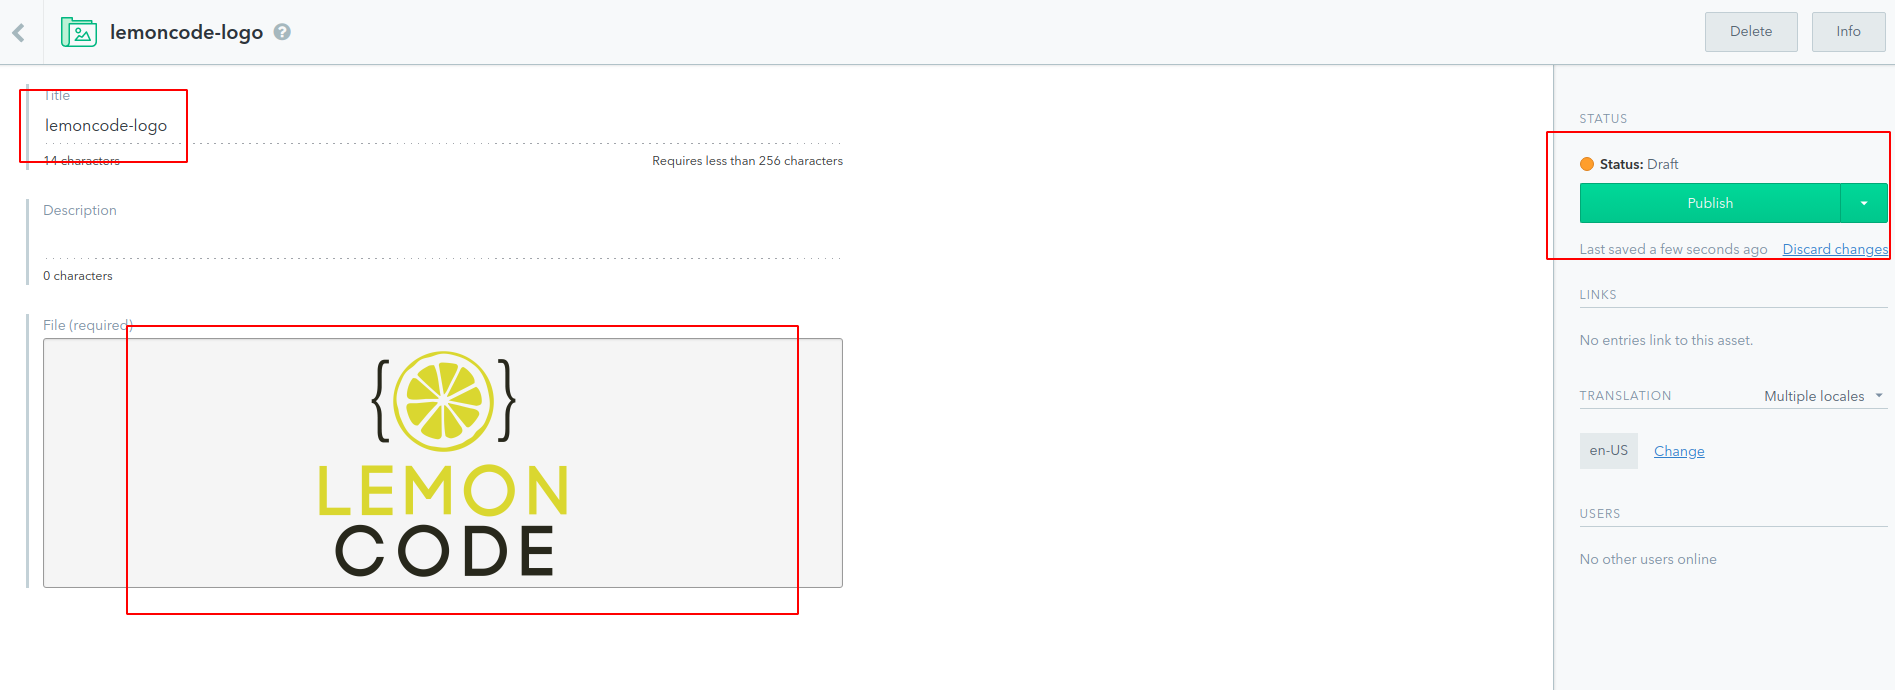 lemoncode-logo ?
Delete
Info
Title
lemoncode-logo
14 characters
Requires less than 256 characters
Description
0 characters
File (required)
{ }
LEMON
CODE
STATUS
Status: Draft
Publish
Last saved a few seconds ago Discard changes
LINKS
No entries link to this asset.
TRANSLATION
Multiple locales
en-US
Change
USERS
No other users online